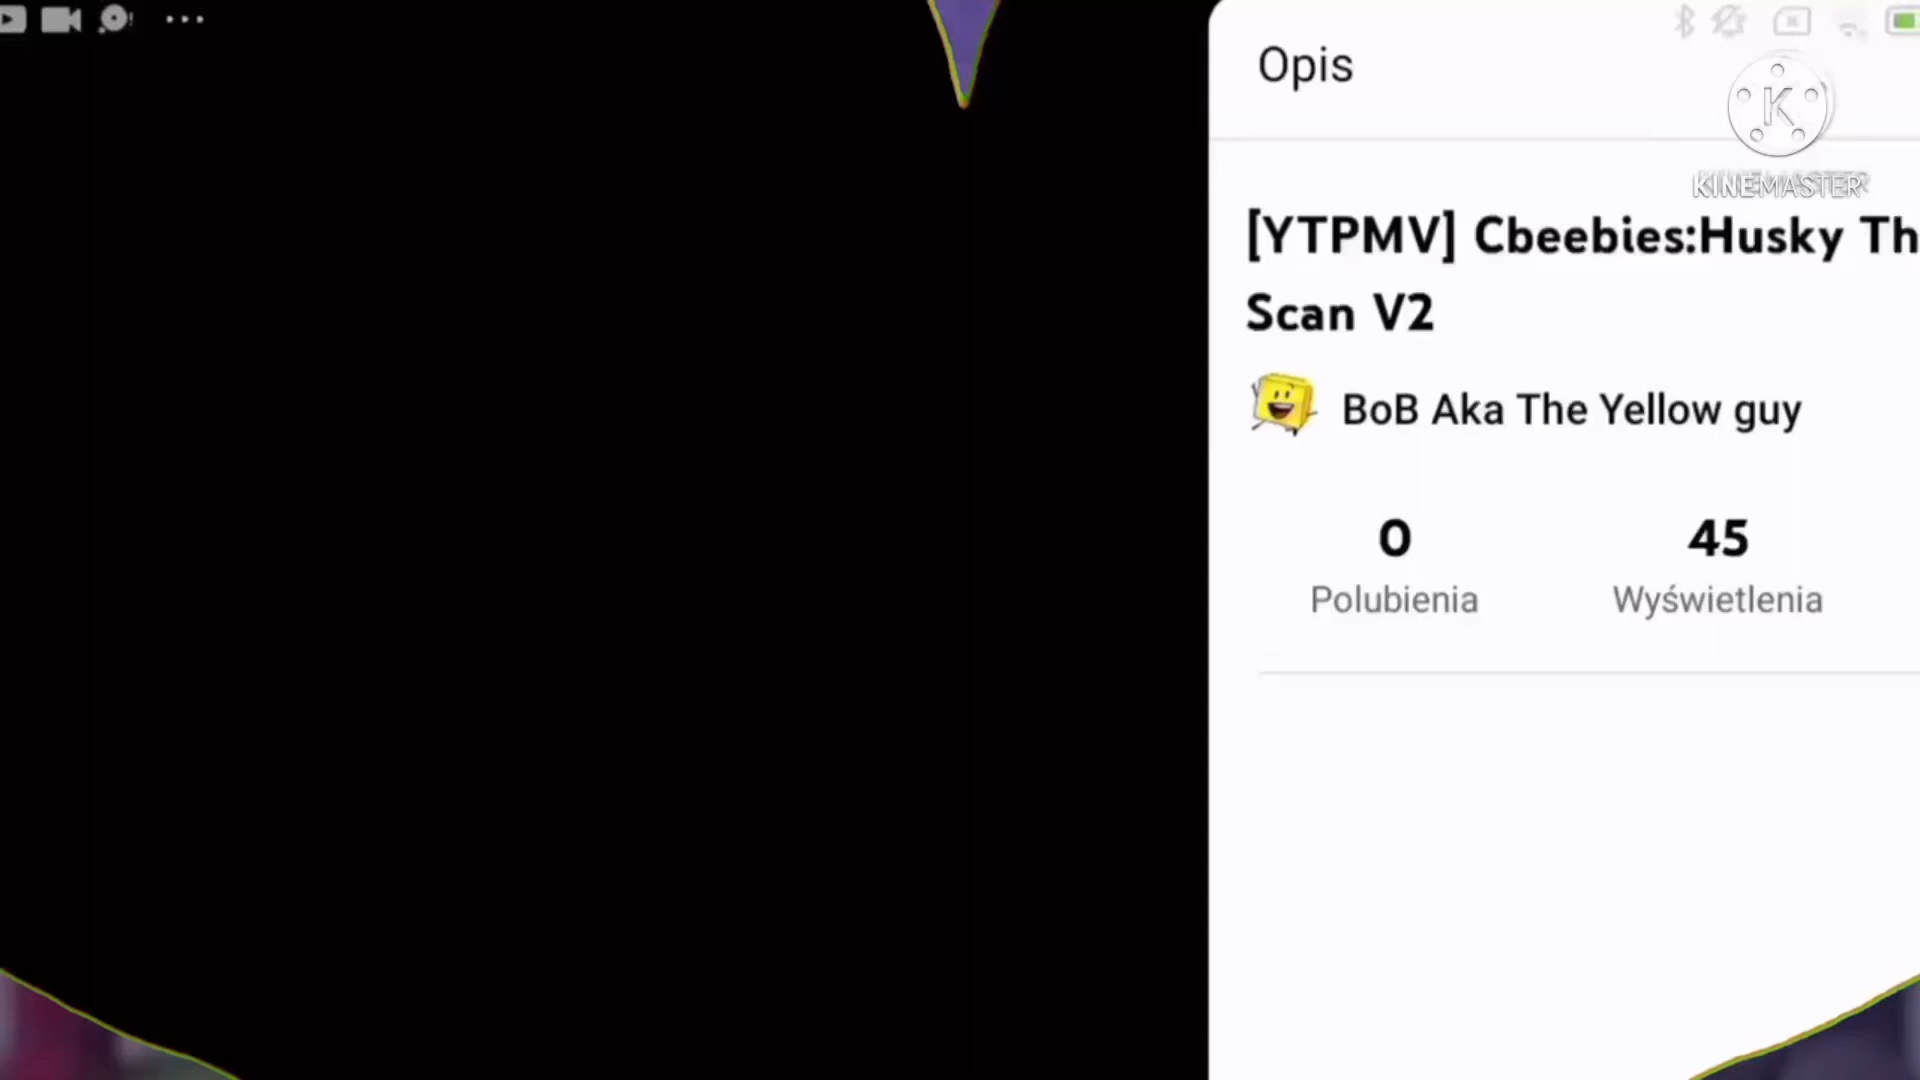 Opis
K
KINEMASTER
[YTPMV] Cbeebies:Husky Th
Scan V2
BoB Aka The Yellow guy
0 45
Polubienia Wyświetlenia